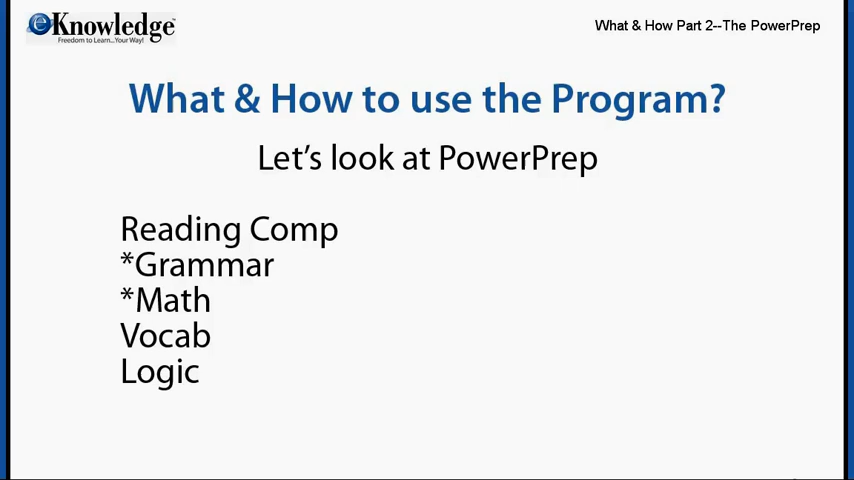 eKnowledge™
Freedom to Learn...Your Way!
What & How Part 2--The PowerPrep
What & How to use the Program?
Let's look at PowerPrep
Reading Comp
*Grammar
*Math
Vocab
Logic